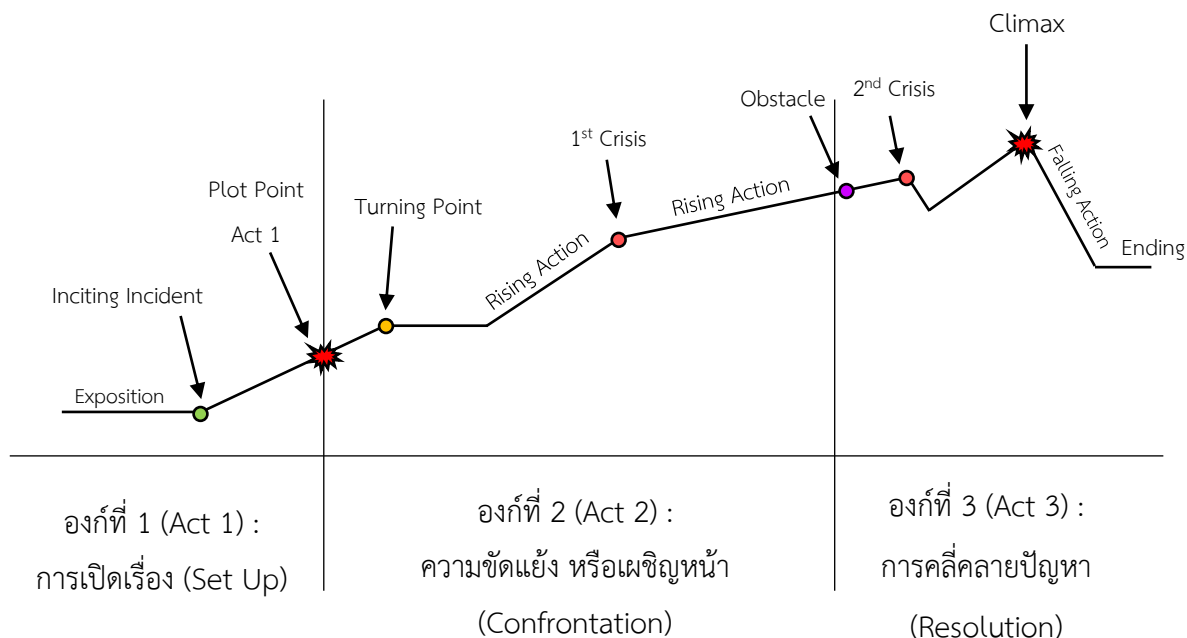 Climax
2nd Crisis
Obstacle
1st Crisis
Plot Point
Act 1
Turning Point
Inciting Incident
Exposition
Rising Action
Rising Action
Falling Action
Ending
องก์ที่ 1 (Act 1) :
การเปิดเรื่อง (Set Up)
องก์ที่ 2 (Act 2) :
ความขัดแย้ง หรือเผชิญหน้า
(Confrontation)
องก์ที่ 3 (Act 3) :
การคลี่คลายปัญหา
(Resolution)